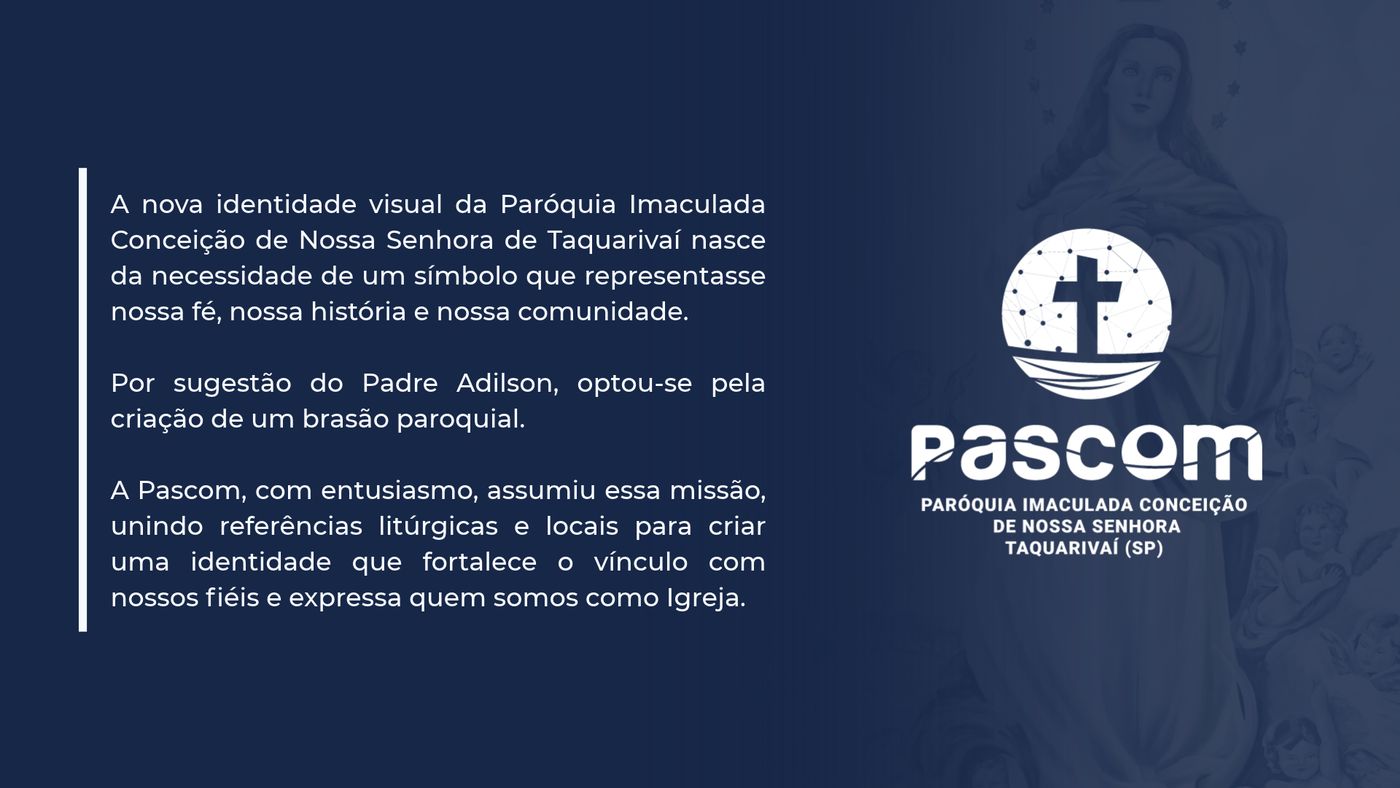 A nova identidade visual da Paróquia Imaculada
Conceição de Nossa Senhora de Taquarivaí nasce
da necessidade de um símbolo que representasse
nossa fé, nossa história e nossa comunidade.
Por sugestão do Padre Adilson, optou-se pela
criação de um brasão paroquial.
A Pascom, com entusiasmo, assumiu essa missão,
unindo referências litúrgicas e locais para criar
uma identidade que fortalece o vínculo com
nossos fiéis e expressa quem somos como Igreja.
Pascom
PARÓQUIA IMACULADA CONCEIÇÃO
DE NOSSA SENHORA
TAQUARIVAÍ (SP)